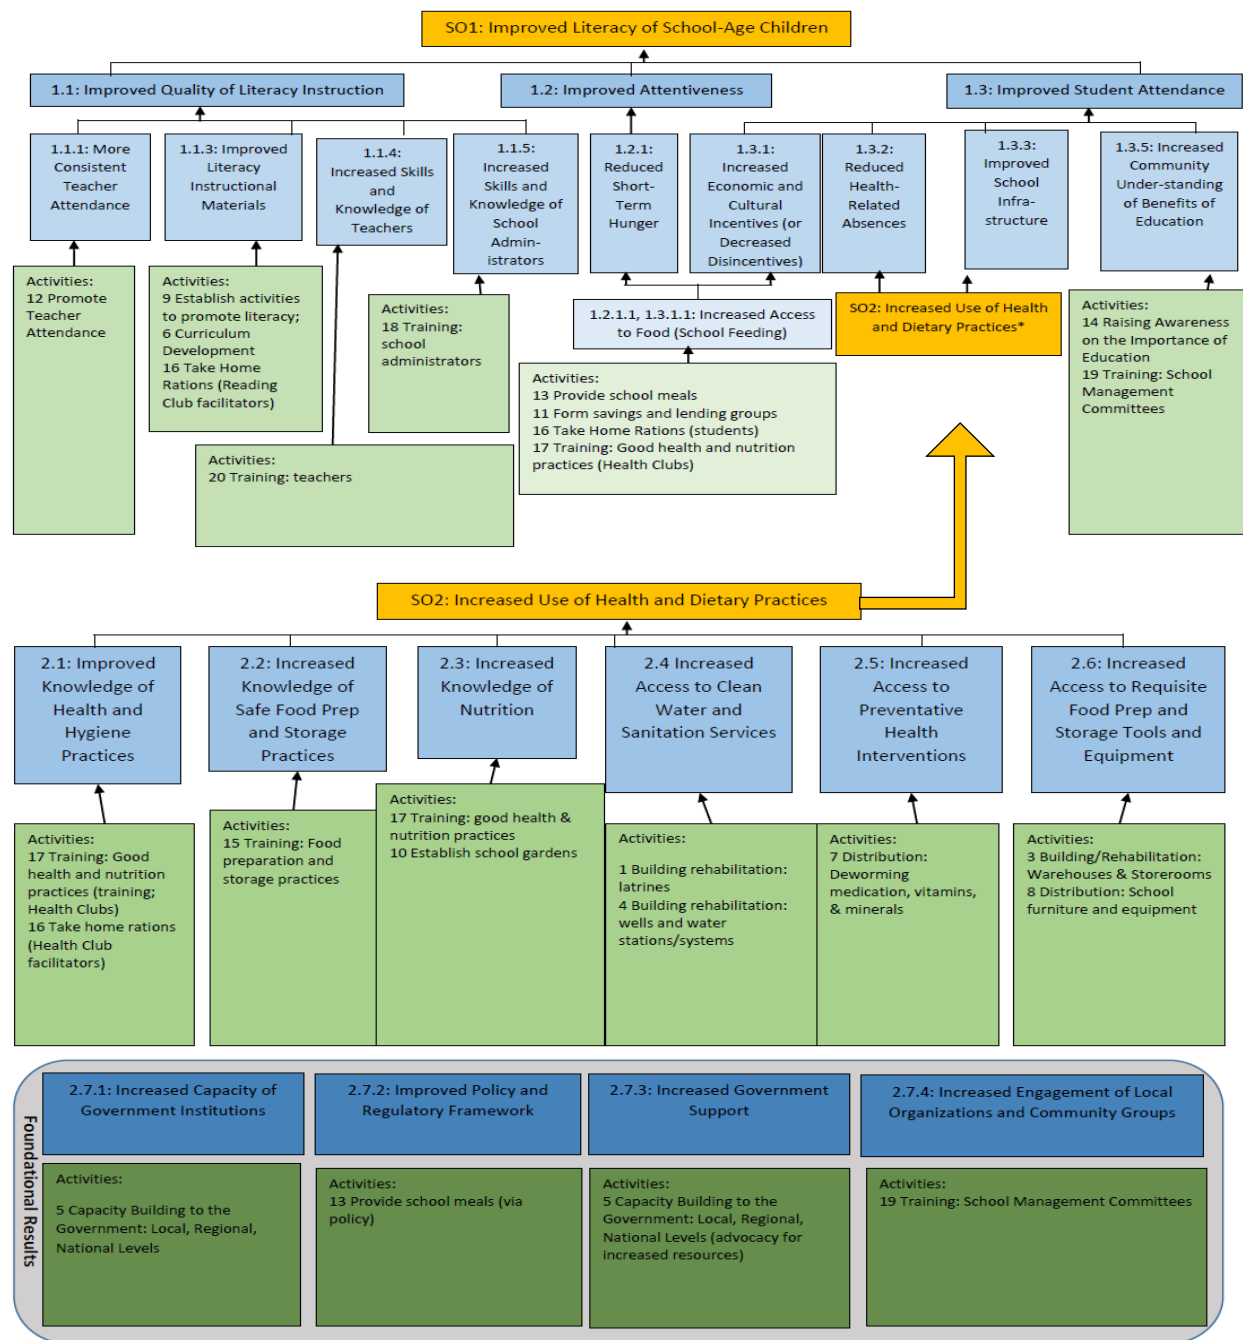 SO1: Improved Literacy of School-Age Children
1.1: Improved Quality of Literacy Instruction
1.2: Improved Attentiveness
1.3: Improved Student Attendance
1.1.1: More
Consistent
Teacher
Attendance
1.1.3: Improved
Literacy
Instructional
Materials
1.1.4:
Increased Skills
and
Knowledge of
Teachers
1.1.5:
Increased
Skills and
Knowledge of
School
Admin-
istrators
1.2.1:
Reduced
Short-
Term
Hunger
1.3.1:
Increased
Economic and
Cultural
Incentives (or
Decreased
Disincentives)
1.3.2:
Reduced
Health-
Related
Absences
1.3.3:
Improved
School
Infra-
structure
1.3.5: Increased
Community
Under-standing
of Benefits of
Education
Activities:
12 Promote
Teacher
Attendance
Activities:
9 Establish activities
to promote literacy;
6 Curriculum
Development
16 Take Home
Rations (Reading
Club facilitators)
Activities:
18 Training:
school
administrators
1.2.1.1, 1.3.1.1: Increased Access
to Food (School Feeding)
SO2: Increased Use of Health
and Dietary Practices*
Activities:
14 Raising Awareness
on the Importance of
Education
19 Training: School
Management
Committees
Activities:
13 Provide school meals
11 Form savings and lending groups
16 Take Home Rations (students)
17 Training: Good health and nutrition
practices (Health Clubs)
Activities:
20 Training: teachers
SO2: Increased Use of Health and Dietary Practices
2.1: Improved
Knowledge of
Health and
Hygiene
Practices
2.2: Increased
Knowledge of
Safe Food Prep
and Storage
Practices
2.3: Increased
Knowledge of
Nutrition
2.4 Increased
Access to Clean
Water and
Sanitation Services
2.5: Increased
Access to
Preventative
Health
Interventions
2.6: Increased
Access to Requisite
Food Prep and
Storage Tools and
Equipment
Activities:
17 Training: Good
health and nutrition
practices (training;
Health Clubs)
16 Take home rations
(Health Club
facilitators)
Activities:
15 Training: Food
preparation and
storage practices
Activities:
17 Training: good health &
nutrition practices
10 Establish school gardens
Activities:
1 Building rehabilitation:
latrines
4 Building rehabilitation:
wells and water
stations/systems
Activities:
7 Distribution:
Deworming
medication, vitamins,
& minerals
Activities:
3 Building/Rehabilitation:
Warehouses & Storerooms
8 Distribution: School
furniture and equipment
Foundational Results
2.7.1: Increased Capacity of
Government Institutions
2.7.2: Improved Policy and
Regulatory Framework
2.7.3: Increased Government
Support
2.7.4: Increased Engagement of Local
Organizations and Community Groups
Activities:
5 Capacity Building to the
Government: Local, Regional,
National Levels
Activities:
13 Provide school meals (via
policy)
Activities:
5 Capacity Building to the
Government: Local, Regional,
National Levels (advocacy for
increased resources)
Activities:
19 Training: School Management Committees